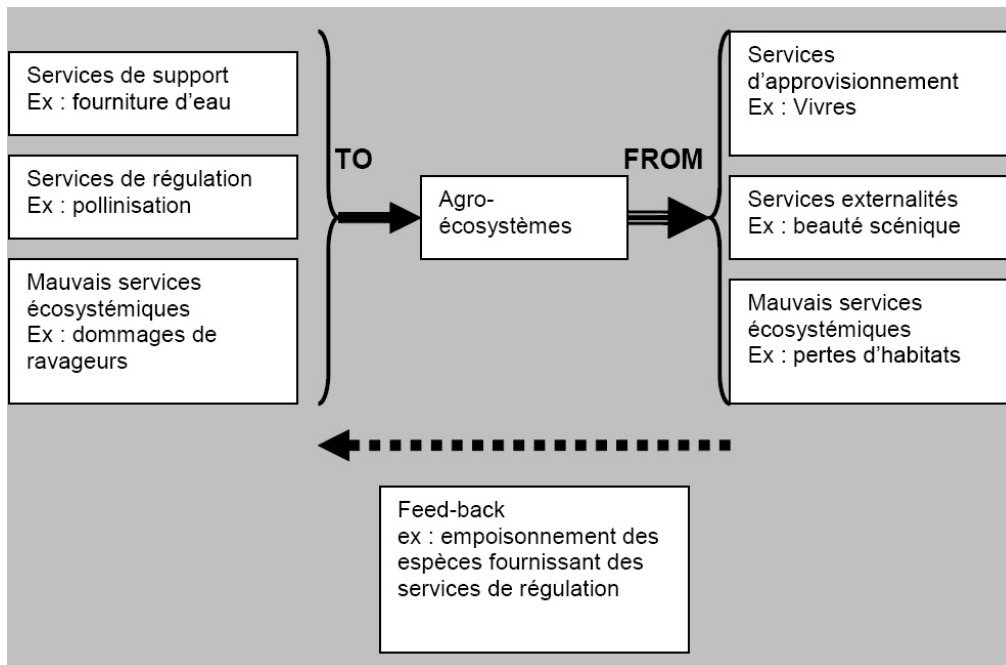 Services de support
Ex : fourniture d'eau
Services de régulation
Ex : pollinisation
Mauvais services
écosystémiques
Ex : dommages de
ravageurs
TO
Agro-
écosystèmes
FROM
Services
d'approvisionnement
Ex : Vivres
Services externalités
Ex : beauté scénique
Mauvais services
écosystémiques
Ex : pertes d'habitats
Feed-back
ex : empoisonnement des
espèces fournissant des
services de régulation